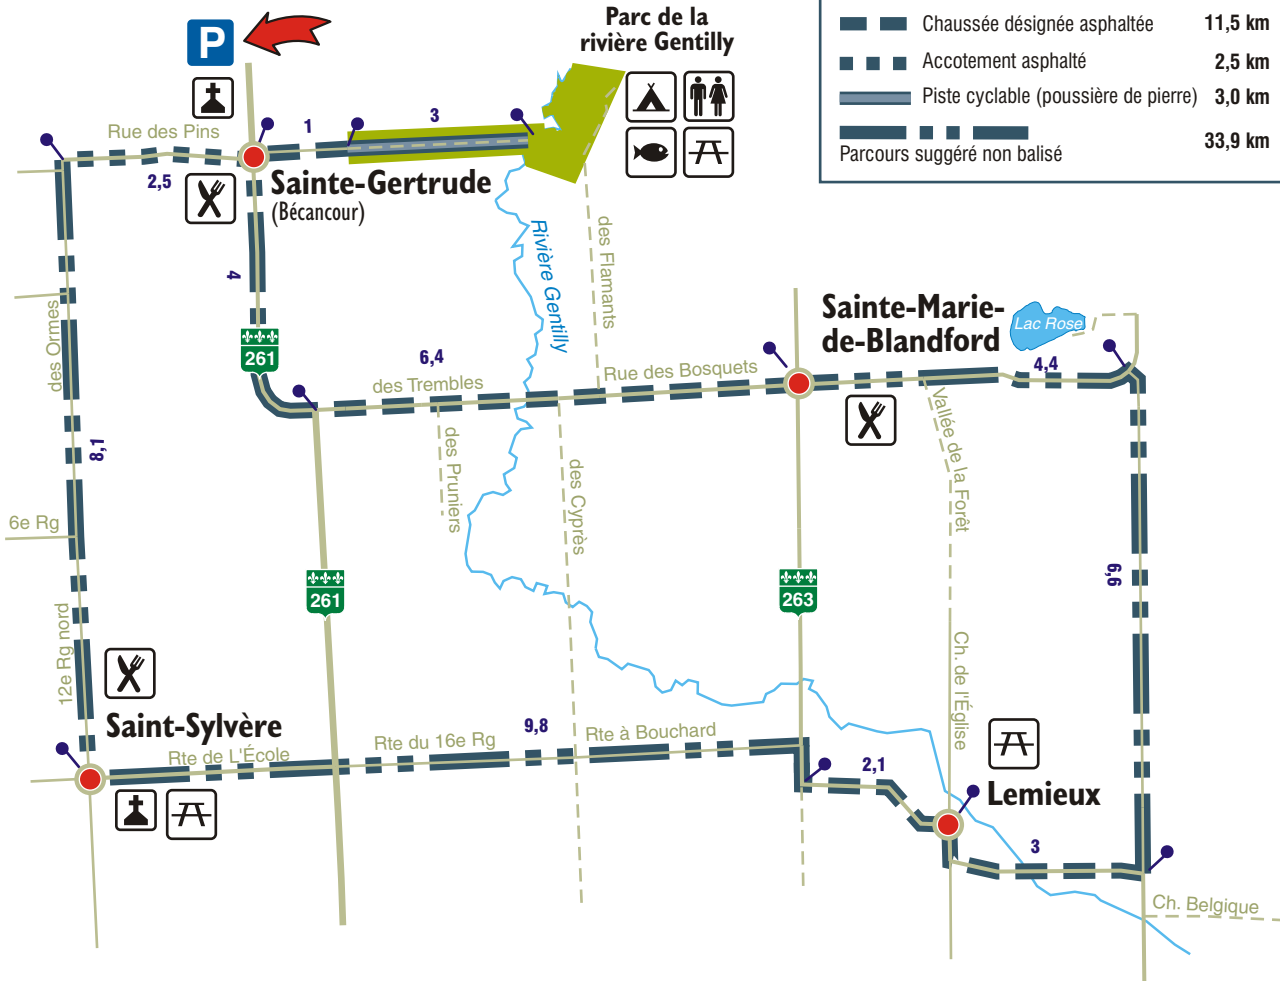 P
Parc de la
rivière Gentilly
Chaussée désignée asphaltée 11,5 km
Accotement asphalté 2,5 km
Piste cyclable (poussière de pierre) 3,0 km
Parcours suggéré non balisé 33,9 km
Rue des Pins
1
3
2,5
Sainte-Gertrude
(Bécancour)
4
des Ormes
261
Rivière Gentilly
des Flamants
Sainte-Marie-
de-Blandford
Lac Rose
6,4
des Trembles
Rue des Bosquets
4,4
8,1
des Pruniers
des Cyprès
Vallée de la Forêt
6e Rg
261
263
6,6
12e Rg nord
Ch. de l'Église
Saint-Sylvère
Rte de L'École
Rte du 16e Rg
9,8
Rte à Bouchard
2,1
Lemieux
3
Ch. Belgique